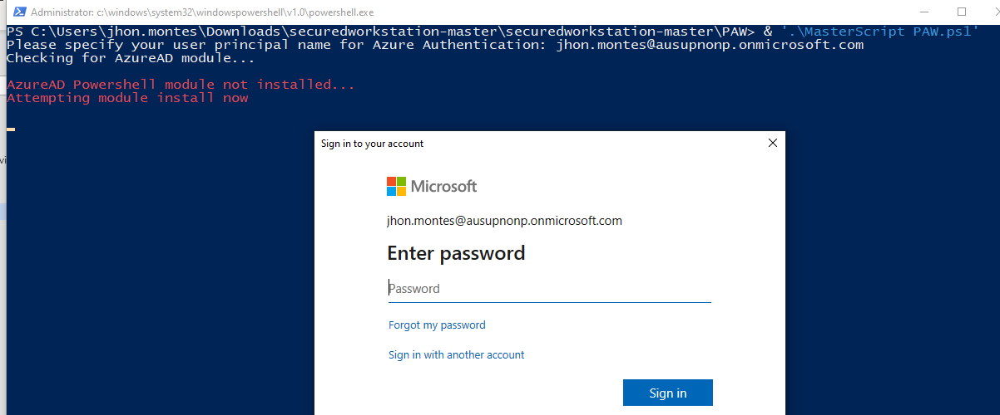 Administrator: c:\windows\system32\windowspowershell\v1.0\powershell.exe
PS C:\Users\jhon.montes\Downloads\securedworkstation-master\securedworkstation-master\PAW> & '.\MasterScript PAW.ps1'
Please specify your user principal name for Azure Authentication: jhon.montes@ausupnonp.onmicrosoft.com
Checking for AzureAD module...
AzureAD Powershell module not installed...
Attempting module install now
Sign in to your account
Microsoft
jhon.montes@ausupnonp.onmicrosoft.com
Enter password
Password
Forgot my password
Sign in with another account
Sign in